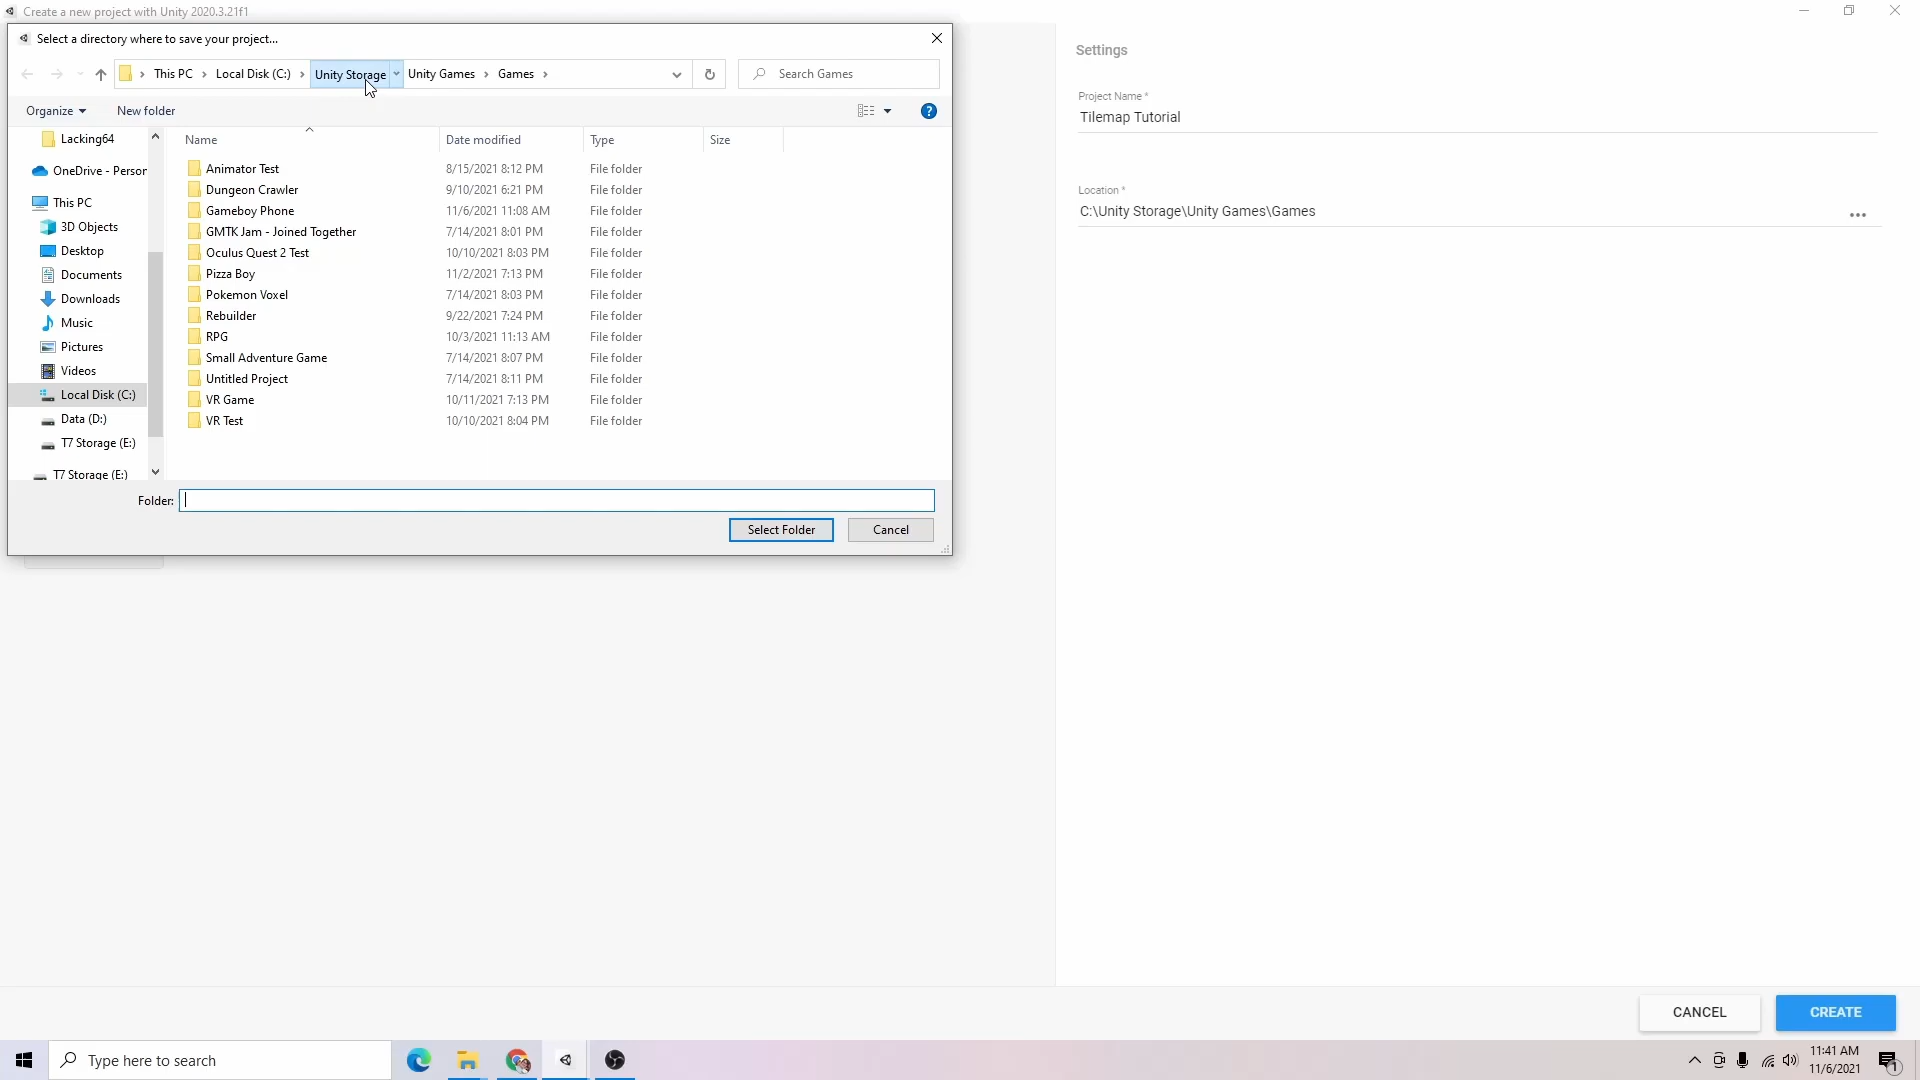 Create a new project with Unity 2020.3.21f1
Select a directory where to save your project...
This PC > Local Disk (C:) > Unity Storage Unity Games > Games >
Search Games
Organize
New folder
Lacking64
OneDrive - Person
This PC
3D Objects
Desktop
Documents
Downloads
Music
Pictures
Videos
Local Disk (C:)
Data (D:)
T7 Storage (E:)
T7 Storage (E:)
Name Date modified Type Size
Animator Test 8/15/2021 8:12 PM File folder
Dungeon Crawler 9/10/2021 6:21 PM File folder
Gameboy Phone 11/6/2021 11:08 AM File folder
GMTK Jam - Joined Together 7/14/2021 8:01 PM File folder
Oculus Quest 2 Test 10/10/2021 8:03 PM File folder
Pizza Boy 11/2/2021 7:13 PM File folder
Pokemon Voxel 7/14/2021 8:03 PM File folder
Rebuilder 9/22/2021 7:24 PM File folder
RPG 10/3/2021 11:13 AM File folder
Small Adventure Game 7/14/2021 8:07 PM File folder
Untitled Project 7/14/2021 8:11 PM File folder
VR Game 10/11/2021 7:13 PM File folder
VR Test 10/10/2021 8:04 PM File folder
Folder:
Select Folder
Cancel
Settings
Project Name *
Tilemap Tutorial
Location *
C:\Unity Storage\Unity Games\Games
•••
CANCEL
CREATE
Type here to search
11:41 AM
11/6/2021
1